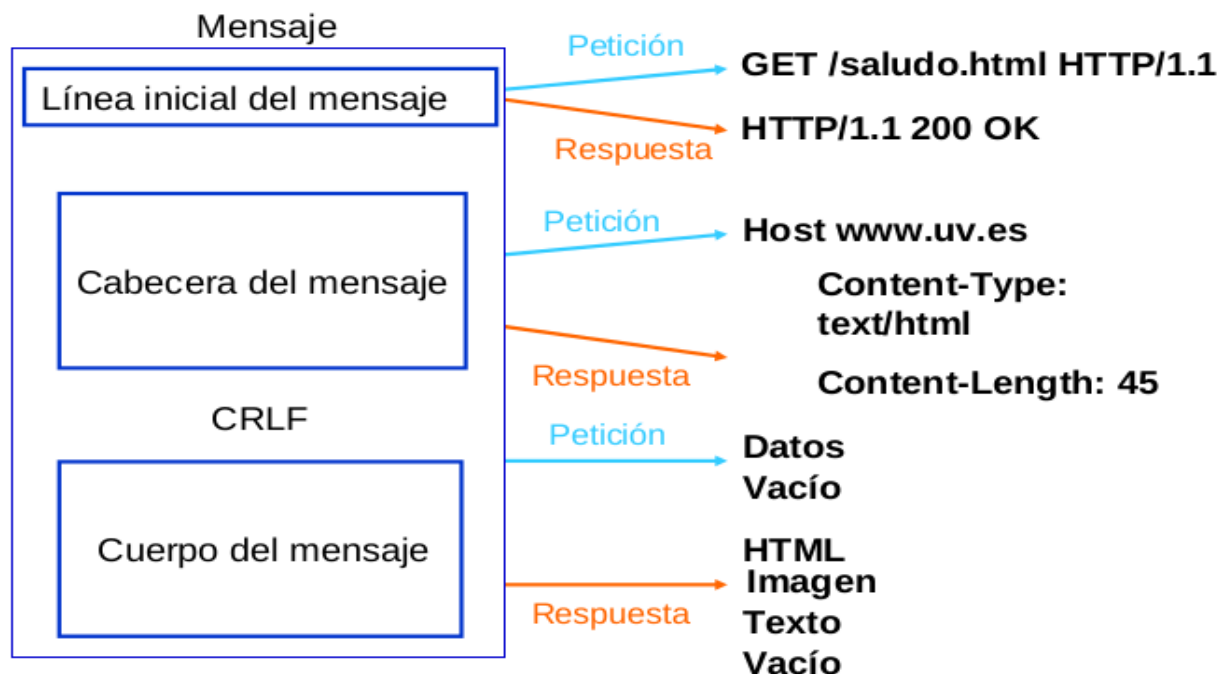 Mensaje
Línea inicial del mensaje
Petición
GET /saludo.html HTTP/1.1
Respuesta
HTTP/1.1 200 OK
Cabecera del mensaje
Petición
Host www.uv.es
Respuesta
Content-Type:
text/html
Content-Length: 45
CRLF
Cuerpo del mensaje
Petición
Datos
Vacío
Respuesta
HTML
Imagen
Texto
Vacío